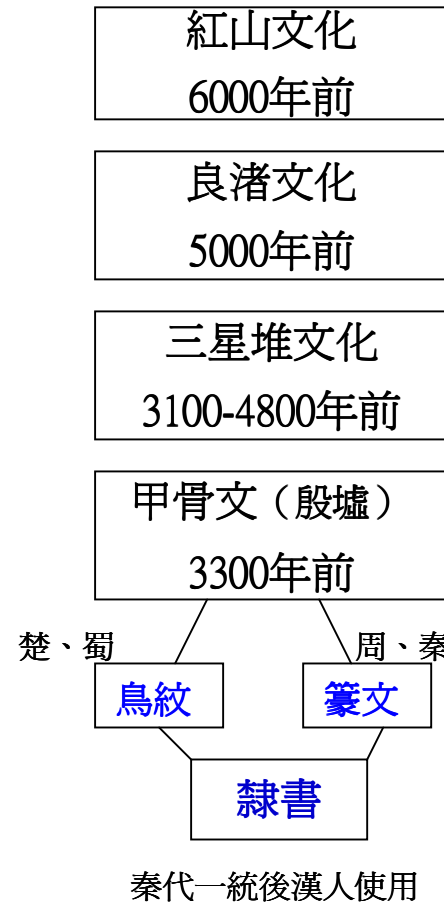 紅山文化
6000年前
良渚文化
5000年前
三星堆文化
3100-4800年前
甲骨文（殷墟）
3300年前
楚、蜀
周、秦
鳥紋
篆文
隸書
秦代一統後漢人使用